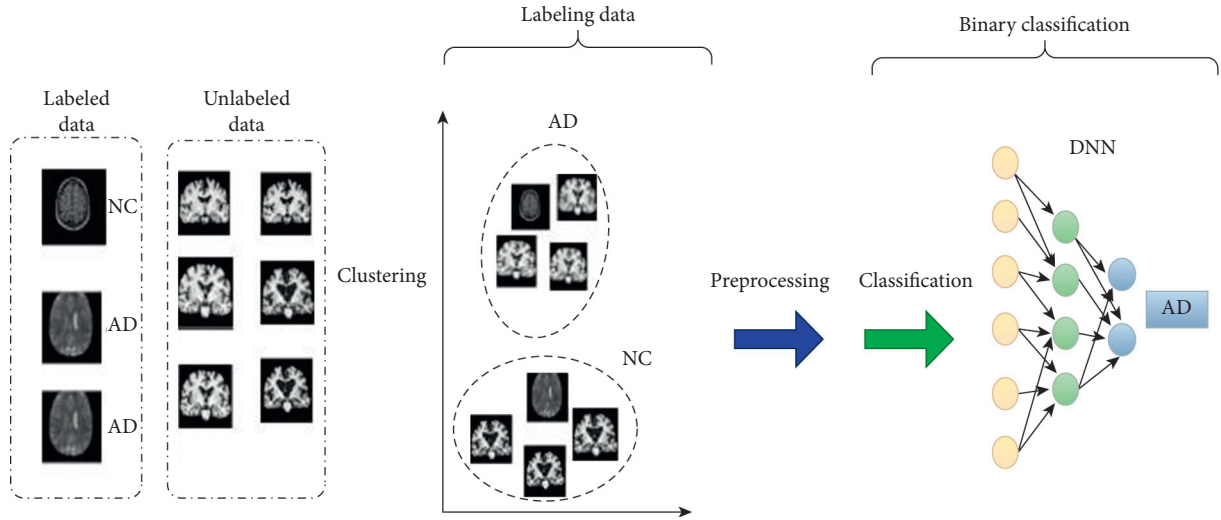 Labeling data
Binary classification
Labeled
data
Unlabeled
data
NC
AD
AD
Clustering
AD
NC
Preprocessing
Classification
DNN
AD